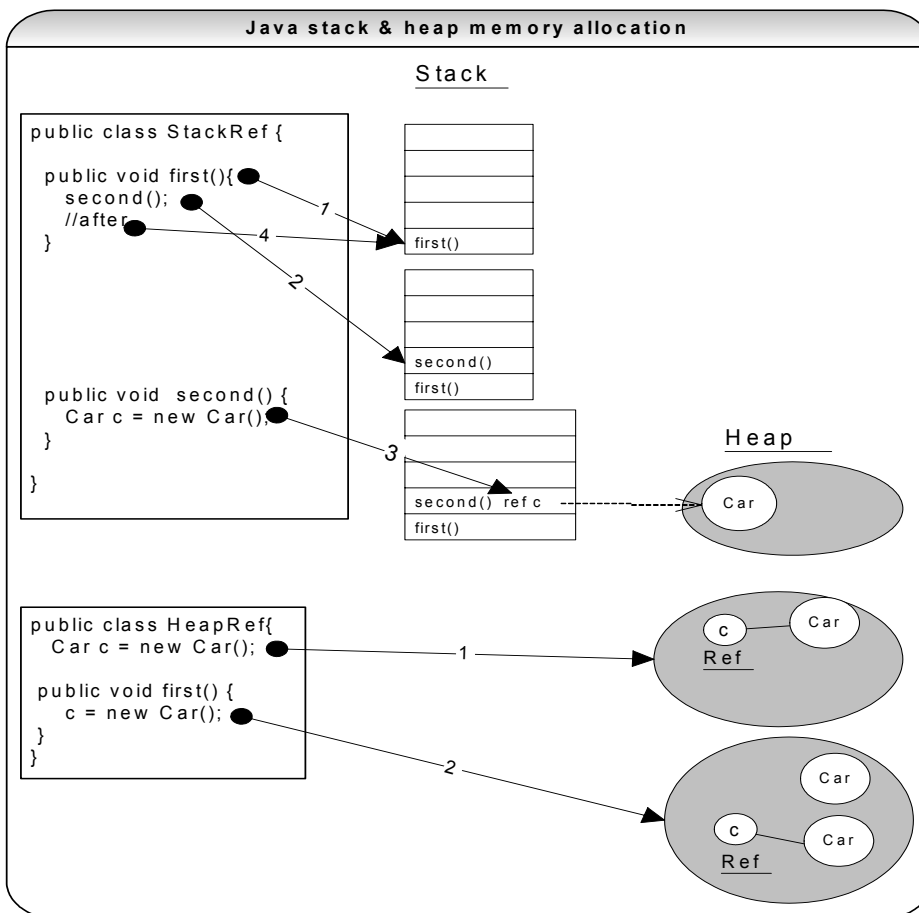 Java stack & heap memory allocation
Stack
public class StackRef {
public void first(){
second();
//after
}
public void second() {
Car c = new Car();
}
}
1
4
2
3
first()
second()
first()
second() ref c
first()
Heap
Car
public class HeapRef{
Car c = new Car();
public void first() {
c = new Car();
}
}
1
2
c
Car
Ref
Car
c
Car
Ref